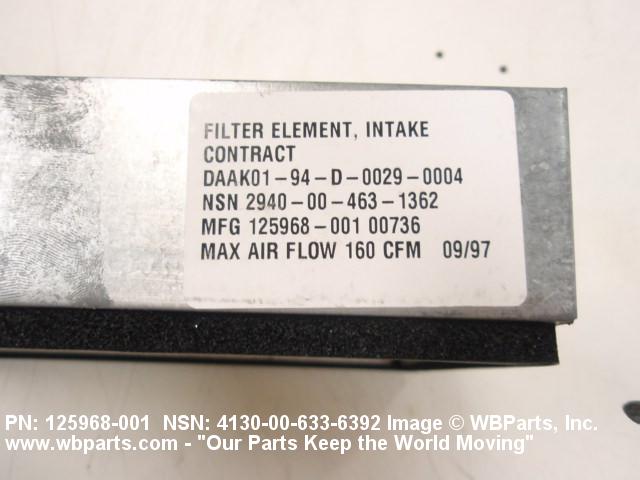 FILTER ELEMENT, INTAKE
CONTRACT
DAAK01-94-D-0029-0004
NSN 2940-00-463-1362
MFG 125968-001 00736
MAX AIR FLOW 160 CFM 09/97
PN: 125968-001 NSN: 4130-00-633-6392 Image © WBParts, Inc.
www.wbparts.com - "Our Parts Keep the World Moving"